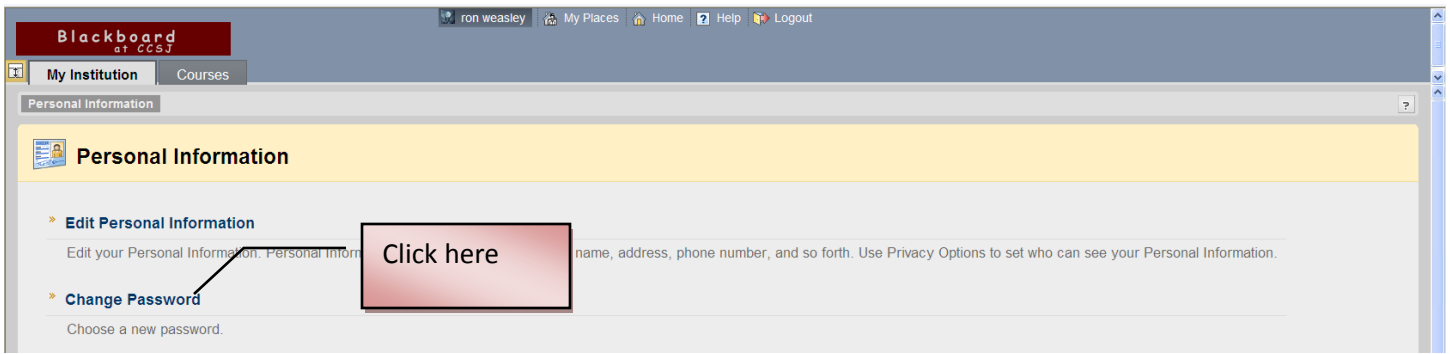 ron weasley My Places Home ? Help Logout
Blackboard
at CCSJ
My Institution Courses
Personal Information ?
Personal Information
» Edit Personal Information
Edit your Personal Information. Personal Inform name, address, phone number, and so forth. Use Privacy Options to set who can see your Personal Information.
Click here
» Change Password
Choose a new password.